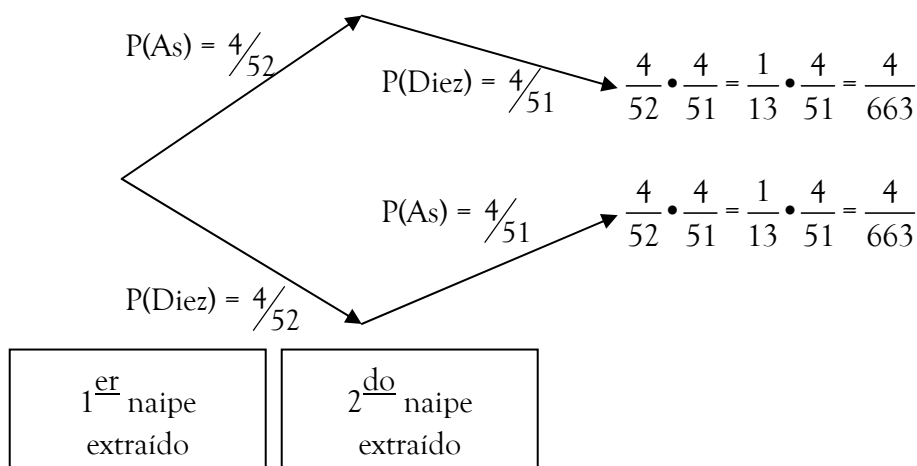 P(As) = 4/52
P(Diez) = 4/51
4/52 • 4/51 = 1/13 • 4/51 = 4/663
P(As) = 4/51
4/52 • 4/51 = 1/13 • 4/51 = 4/663
P(Diez) = 4/52
1er naipe
extraído
2do naipe
extraído